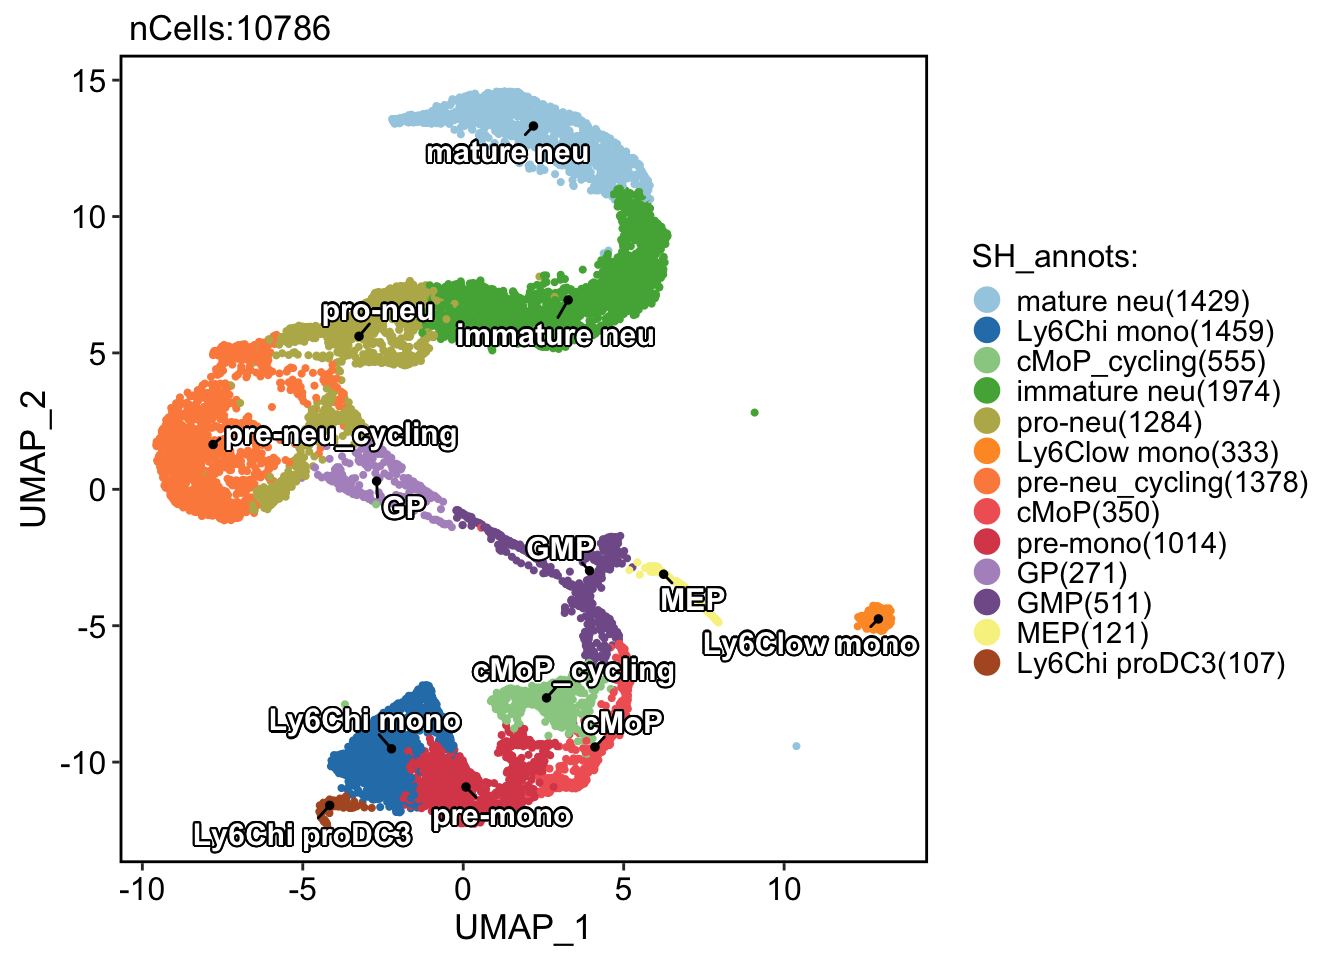 nCells:10786
15
10
5
0
-5
-10
UMAP_2
-10
-5
0
5
10
UMAP_1
mature neu
pro-neu
immature neu
pre-neu_cycling
GP
GMP
MEP
Ly6Clow mono
cMoP_cycling
Ly6Chi mono
cMoP
pre-mono
Ly6Chi proDC3
SH_annots:
mature neu(1429)
Ly6Chi mono(1459)
cMoP_cycling(555)
immature neu(1974)
pro-neu(1284)
Ly6Clow mono(333)
pre-neu_cycling(1378)
cMoP(350)
pre-mono(1014)
GP(271)
GMP(511)
MEP(121)
Ly6Chi proDC3(107)